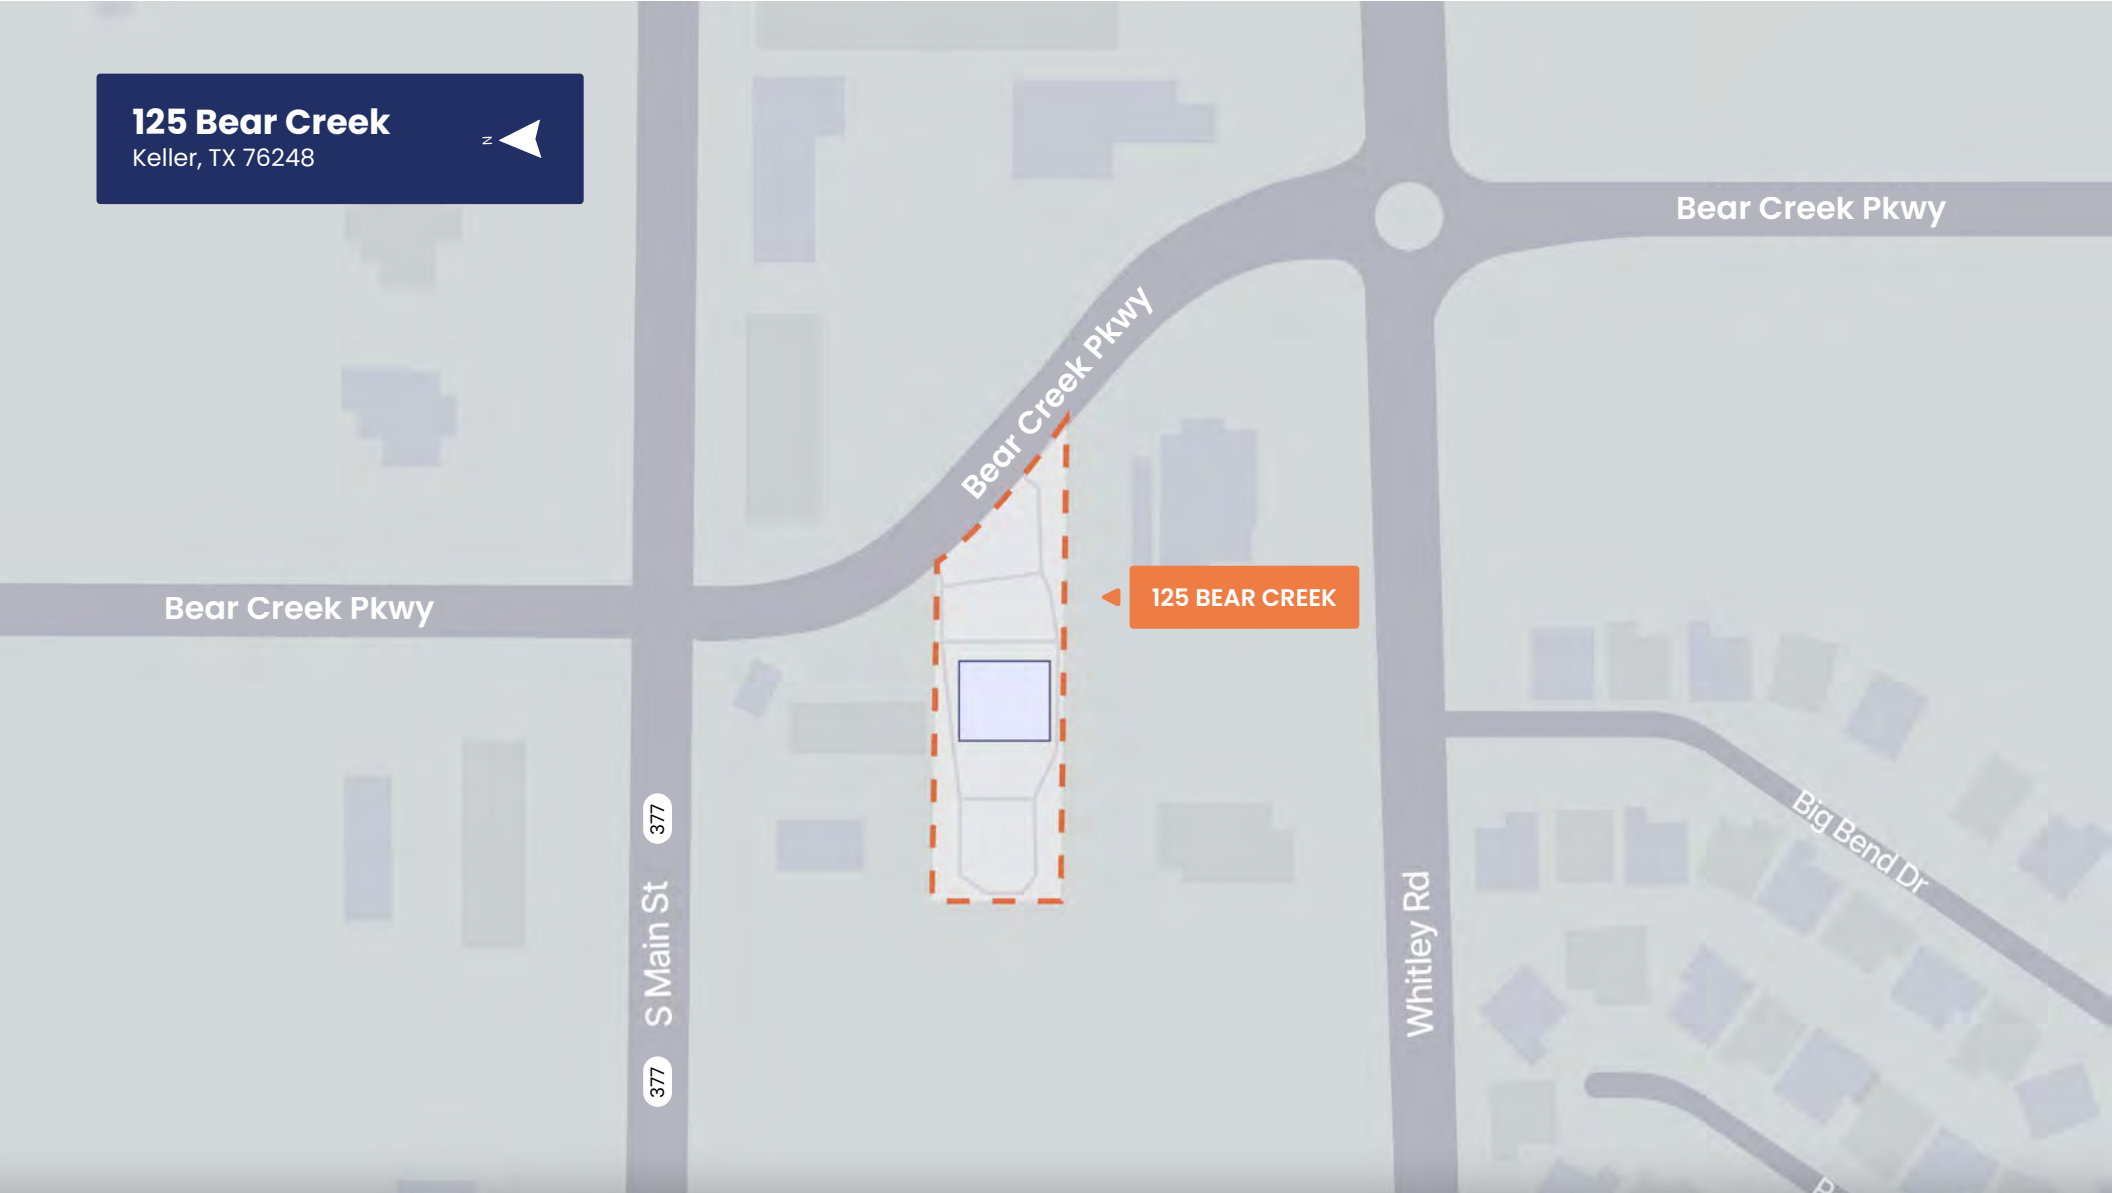 125 Bear Creek
Keller, TX 76248
N
Bear Creek Pkwy
Bear Creek Pkwy
Bear Creek Pkwy
125 BEAR CREEK
377
S Main St
377
Whitley Rd
Big Bend Dr